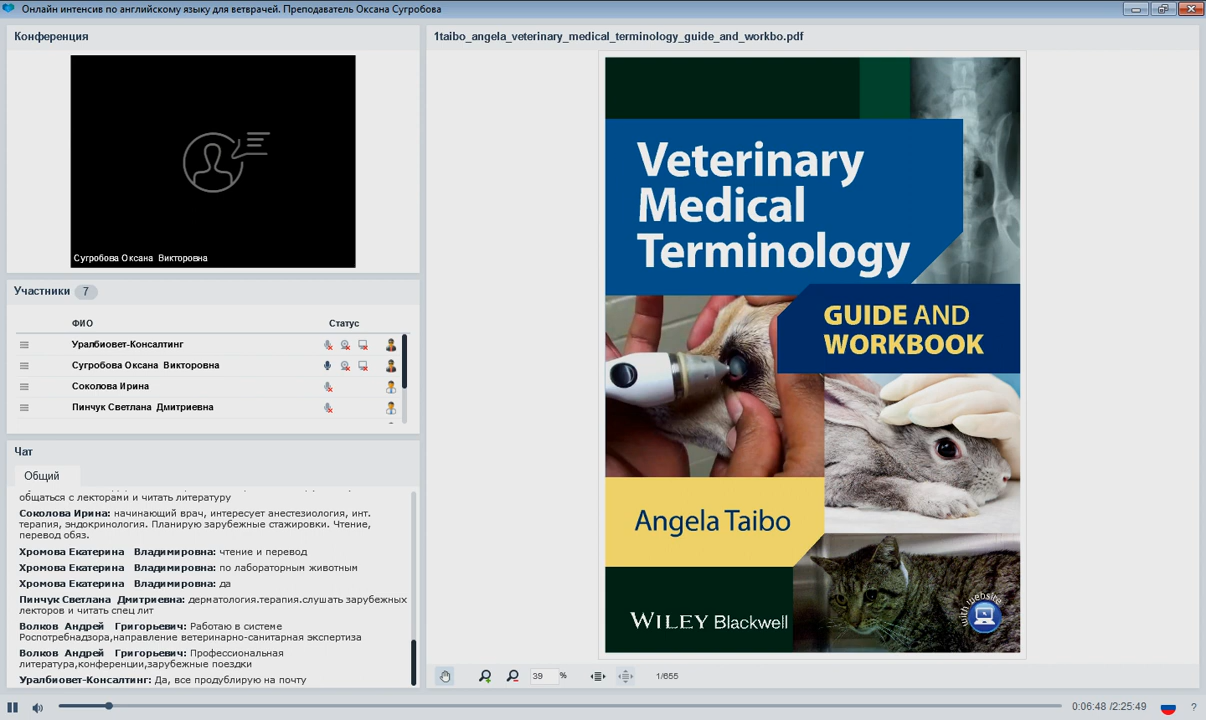 Онлайн интенсив по английскому языку для ветврачей. Преподаватель Оксана Сугробова
Конференция
Сугробова Оксана Викторовна
Участники 7
ФИО Статус
Уралбиовет-Консалтинг
Сугробова Оксана Викторовна
Соколова Ирина
Пинчук Светлана Дмитриевна
Чат
Общий
общаться с лекторами и читать литературу
Соколова Ирина: начинающий врач, интересует анестезиология, инт.
терапия, эндокринология. Планирую зарубежные стажировки. Чтение,
перевод обяз.
Хромова Екатерина Владимировна: чтение и перевод
Хромова Екатерина Владимировна: по лабораторным животным
Хромова Екатерина Владимировна: да
Пинчук Светлана Дмитриевна: дерматология.терапия.слушать зарубежных
лекторов и читать спец лит
Волков Андрей Григорьевич: Работаю в системе
Роспотребнадзора,направление ветеринарно-санитарная экспертиза
Волков Андрей Григорьевич: Профессиональная
литература,конференции,зарубежные поездки
Уралбиовет-Консалтинг: Да, все продублирую на почту
1taibo_angela_veterinary_medical_terminology_guide_and_workbo.pdf
Veterinary
Medical
Terminology
GUIDE AND
WORKBOOK
Angela Taibo
WILEY Blackwell
with website
39 %
1/655
0:06:48 /2:25:49
?